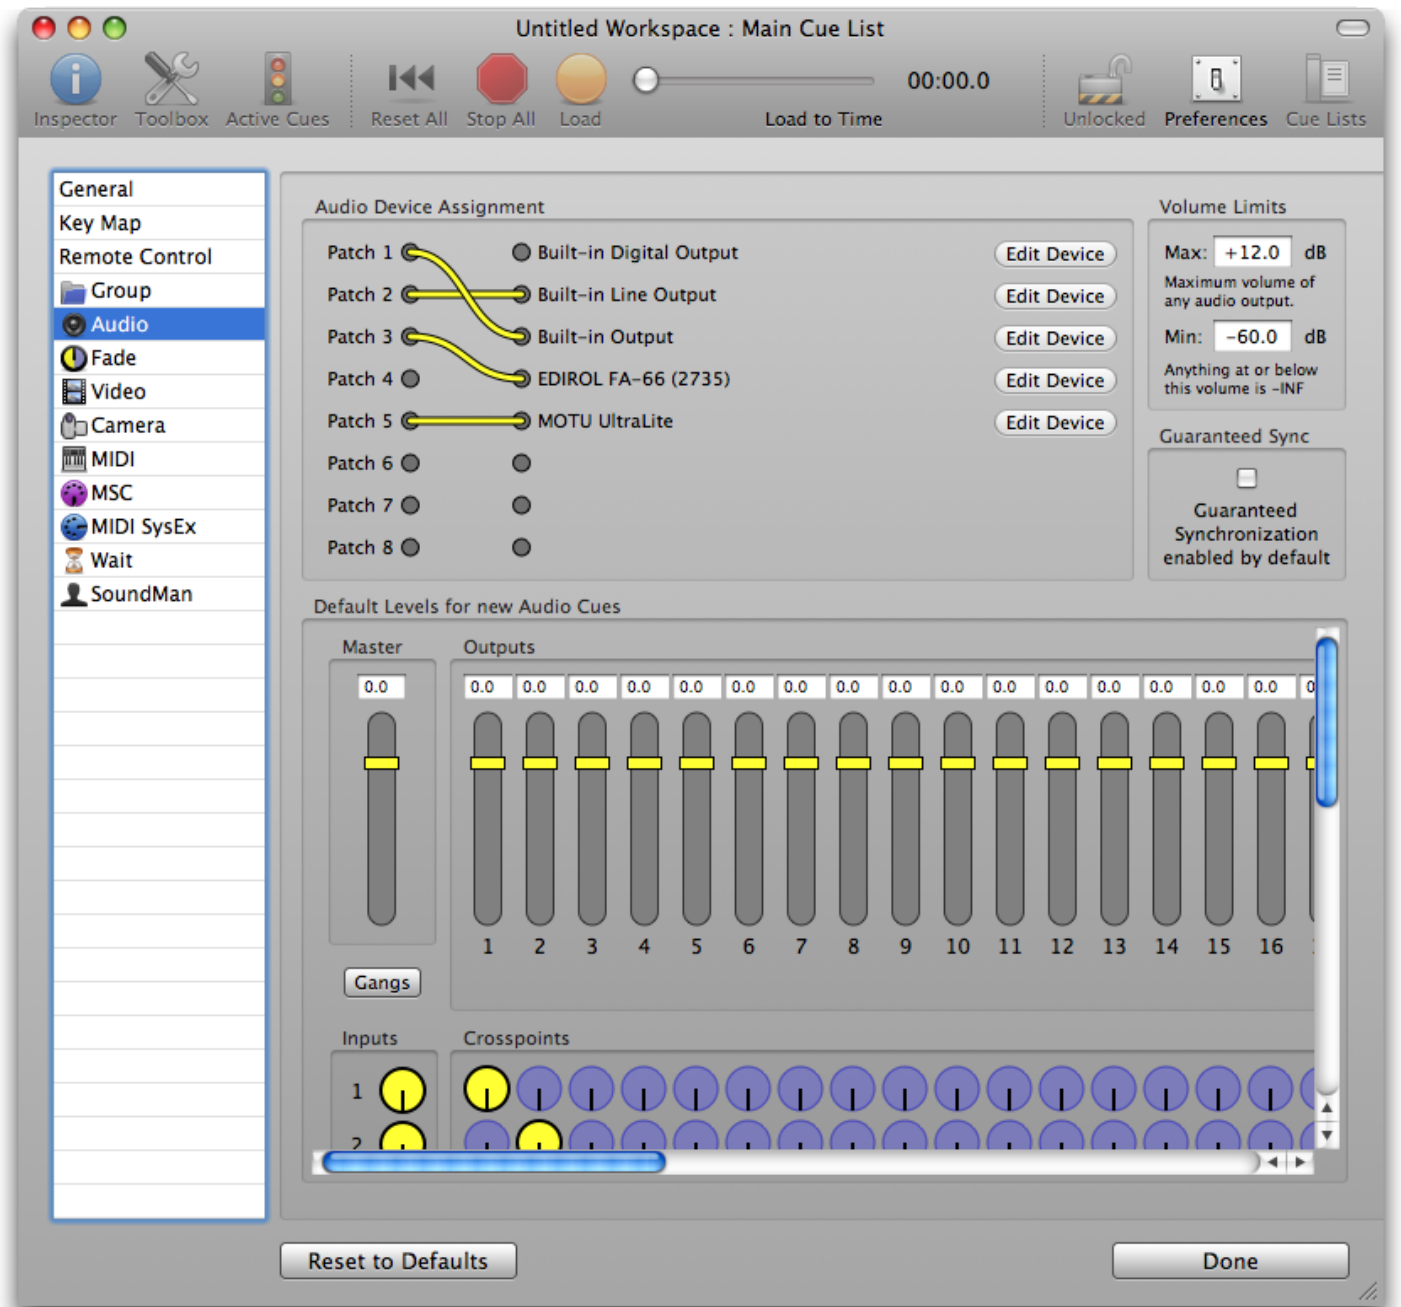 Untitled Workspace : Main Cue List
Inspector Toolbox Active Cues Reset All Stop All Load 00:00.0 Load to Time Unlocked Preferences Cue Lists
General
Key Map
Remote Control
Group
Audio
Fade
Video
Camera
MIDI
MSC
MIDI SysEx
Wait
SoundMan
Audio Device Assignment
Patch 1 Built-in Digital Output Edit Device
Patch 2 Built-in Line Output Edit Device
Patch 3 Built-in Output Edit Device
Patch 4 EDIROL FA-66 (2735) Edit Device
Patch 5 MOTU UltraLite Edit Device
Patch 6
Patch 7
Patch 8
Volume Limits
Max: +12.0 dB
Maximum volume of
any audio output.
Min: -60.0 dB
Anything at or below
this volume is -INF
Guaranteed Sync
Guaranteed
Synchronization
enabled by default
Default Levels for new Audio Cues
Master Outputs
0.0 0.0 0.0 0.0 0.0 0.0 0.0 0.0 0.0 0.0 0.0 0.0 0.0 0.0 0.0 0.0 0.0
1 2 3 4 5 6 7 8 9 10 11 12 13 14 15 16
Gangs
Inputs Crosspoints
1
2
Reset to Defaults Done